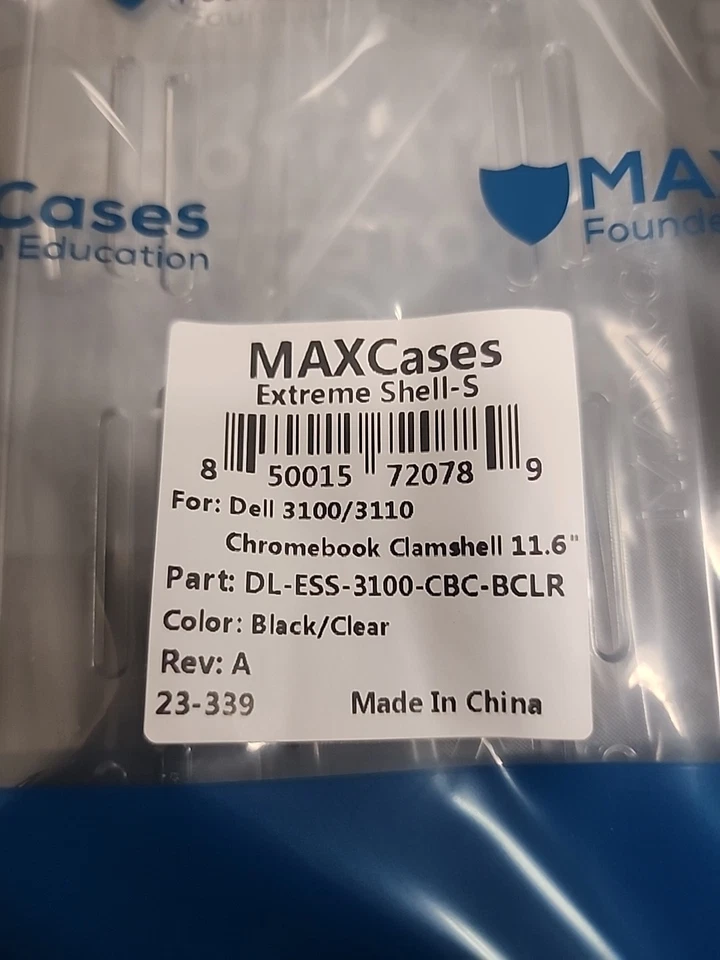 Cases
Education
MAX
Founde
MAXCases
Extreme Shell-S
8 50015 72078 9
For: Dell 3100/3110
Chromebook Clamshell 11.6"
Part: DL-ESS-3100-CBC-BCLR
Color: Black/Clear
Rev: A
23-339 Made In China